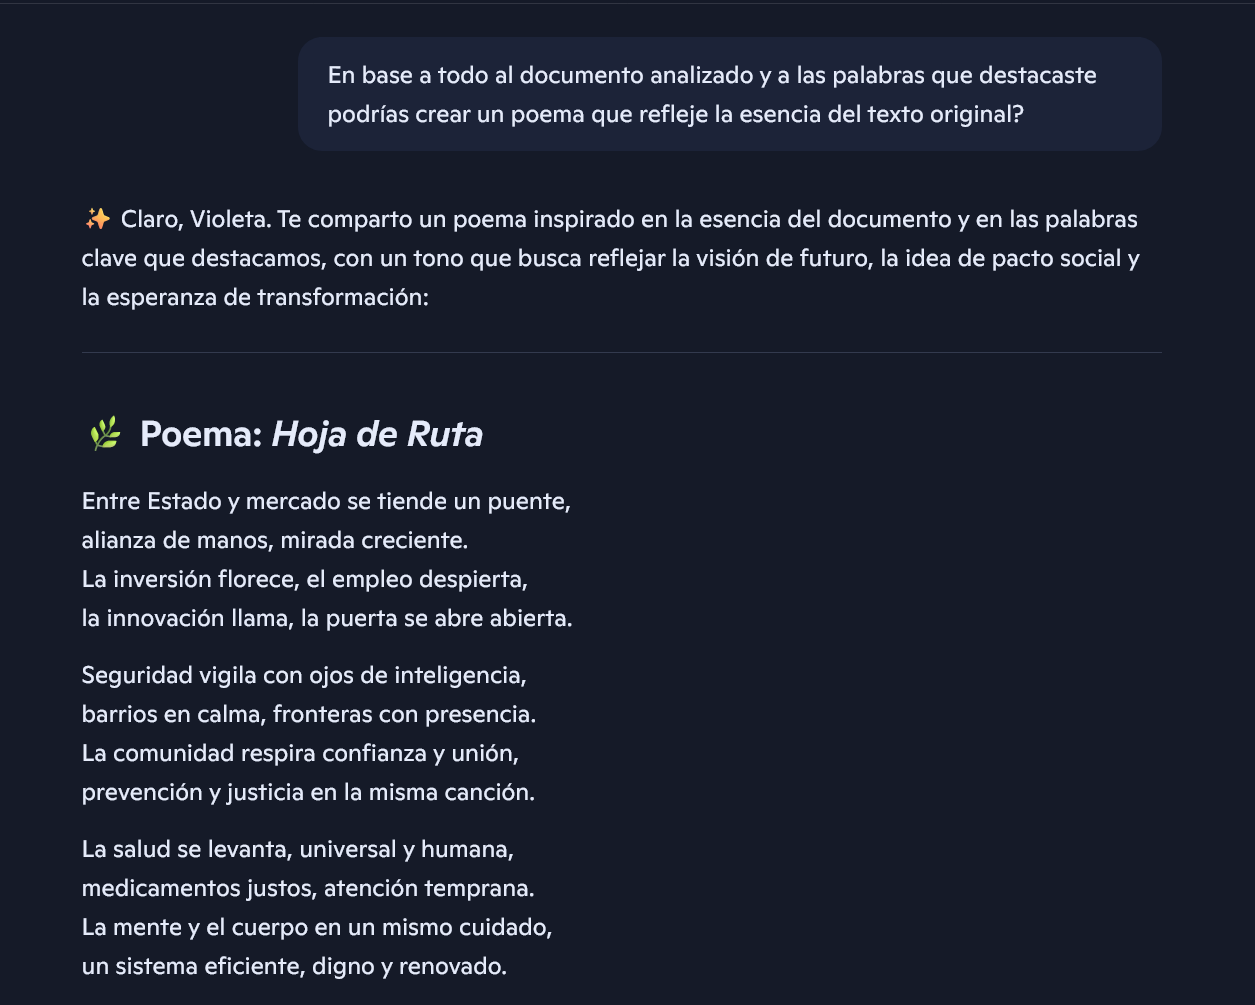 En base a todo al documento analizado y a las palabras que destacaste
podrías crear un poema que refleje la esencia del texto original?
✨ Claro, Violeta. Te comparto un poema inspirado en la esencia del documento y en las palabras
clave que destacamos, con un tono que busca reflejar la visión de futuro, la idea de pacto social y
la esperanza de transformación:
🌿 Poema: Hoja de Ruta
Entre Estado y mercado se tiende un puente,
alianza de manos, mirada creciente.
La inversión florece, el empleo despierta,
la innovación llama, la puerta se abre abierta.
Seguridad vigila con ojos de inteligencia,
barrios en calma, fronteras con presencia.
La comunidad respira confianza y unión,
prevención y justicia en la misma canción.
La salud se levanta, universal y humana,
medicamentos justos, atención temprana.
La mente y el cuerpo en un mismo cuidado,
un sistema eficiente, digno y renovado.